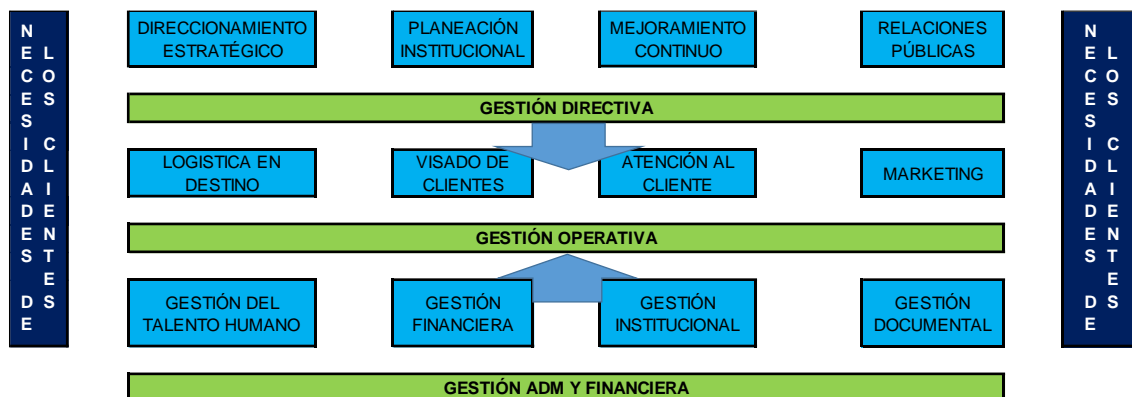 NECESIDADES DE
LOS CLIENTES
DIRECCIONAMIENTO
ESTRATÉGICO
PLANEACIÓN
INSTITUCIONAL
MEJORAMIENTO
CONTINUO
RELACIONES
PÚBLICAS
GESTIÓN DIRECTIVA
LOGISTICA EN
DESTINO
VISADO DE
CLIENTES
ATENCIÓN AL
CLIENTE
MARKETING
GESTIÓN OPERATIVA
GESTIÓN DEL
TALENTO HUMANO
GESTIÓN
FINANCIERA
GESTIÓN
INSTITUCIONAL
GESTIÓN
DOCUMENTAL
GESTIÓN ADM Y FINANCIERA
NECESIDADES DE
LOS CLIENTES